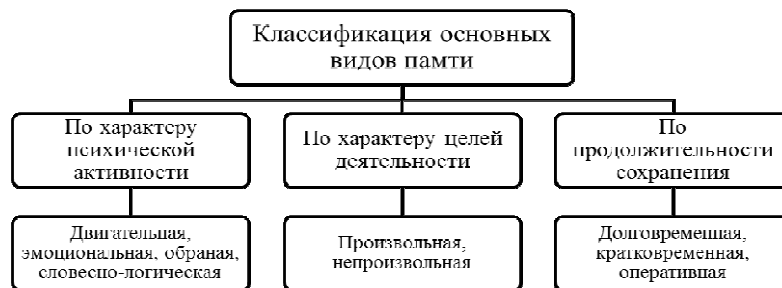 Классификация основных
видов памти
По характеру
психической
активности
По характеру целей
деятельности
По
продолжительности
сохранения
Двигательная,
эмоциональная, обраная,
словесно-логическая
Произвольная,
непроизвольная
Долговременная,
кратковременная,
оперативная